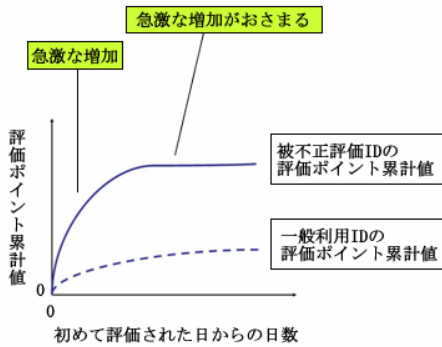 急激な増加がおさまる
急激な増加
評価ポイント累計値
被不正評価IDの
評価ポイント累計値
一般利用IDの
評価ポイント累計値
0
0
初めて評価された日からの日数